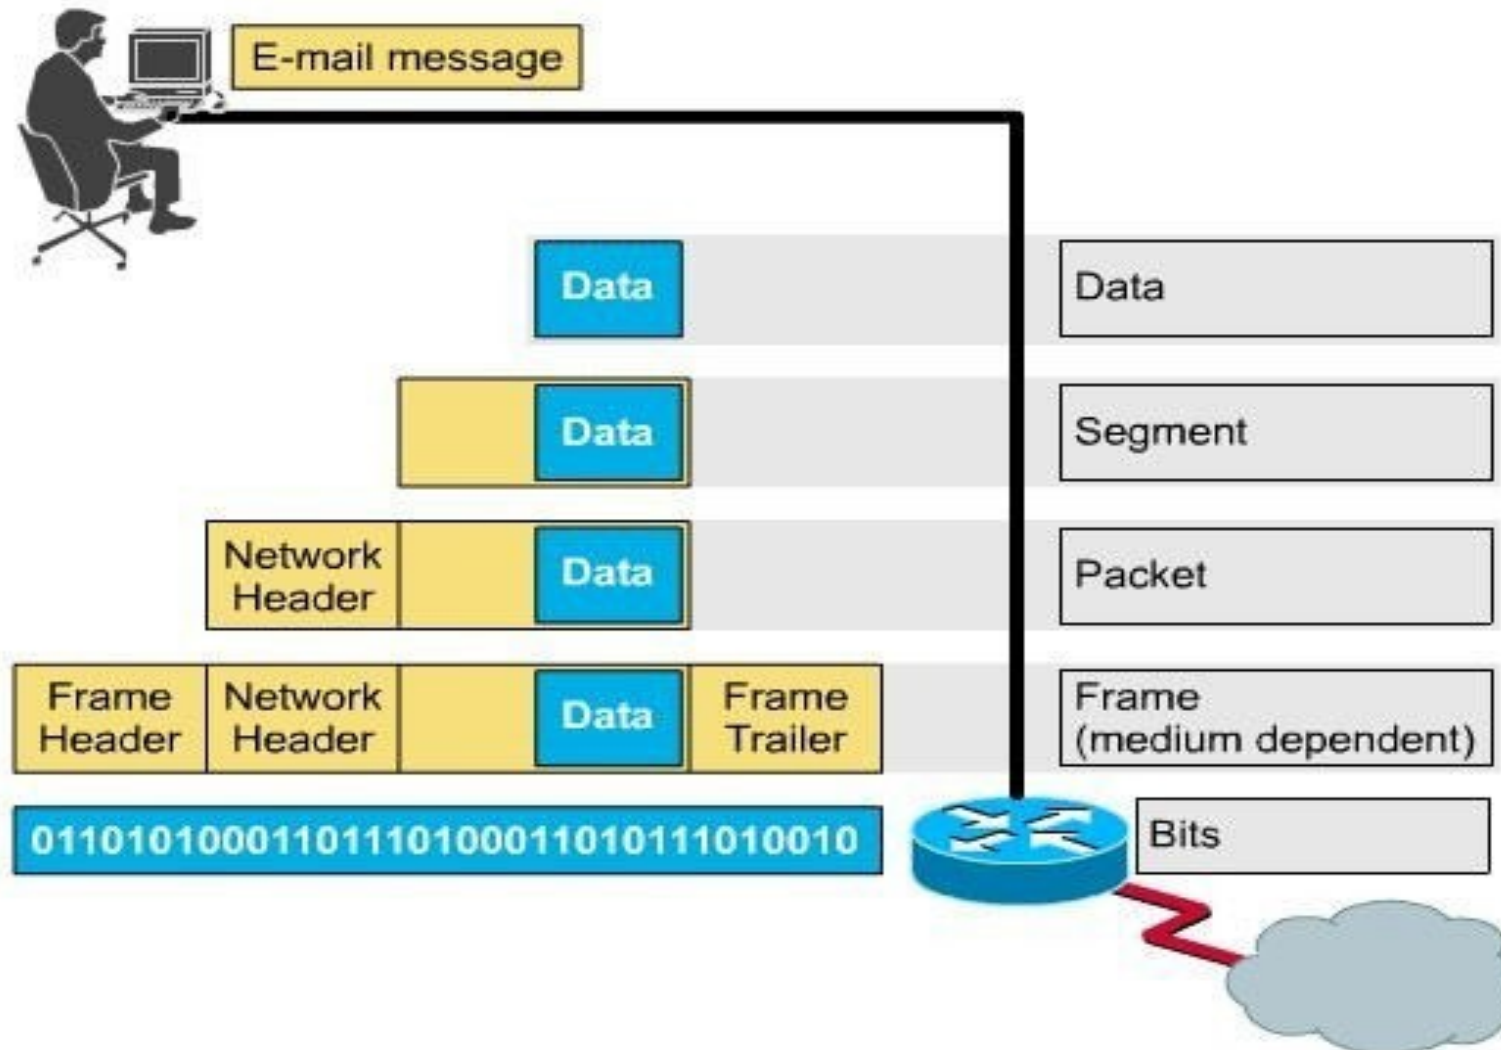 E-mail message
Data
Data
Data
Segment
Network
Header
Data
Packet
Frame
Header
Network
Header
Data
Frame
Trailer
Frame
(medium dependent)
0110101000110111010001101011101001​0
Bits